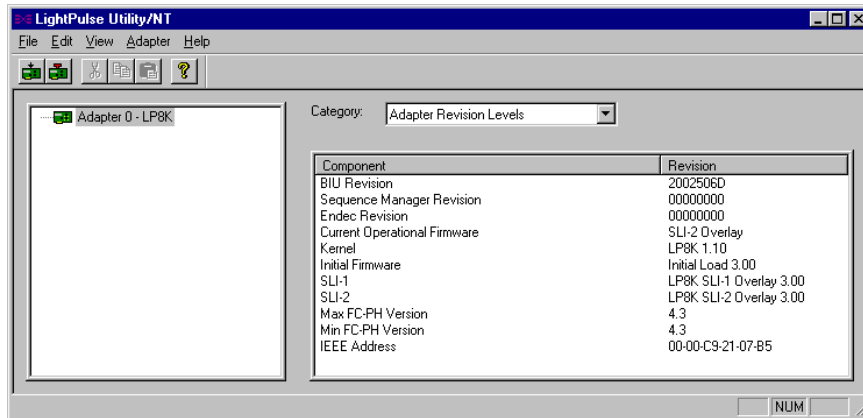 LightPulse Utility/NT
File Edit View Adapter Help
Adapter 0 - LP8K
Category: Adapter Revision Levels
Component Revision
BIU Revision 2002506D
Sequence Manager Revision 00000000
Endec Revision 00000000
Current Operational Firmware SLI-2 Overlay
Kernel LP8K 1.10
Initial Firmware Initial Load 3.00
SLI-1 LP8K SLI-1 Overlay 3.00
SLI-2 LP8K SLI-2 Overlay 3.00
Max FC-PH Version 4.3
Min FC-PH Version 4.3
IEEE Address 00-00-C9-21-07-B5
NUM